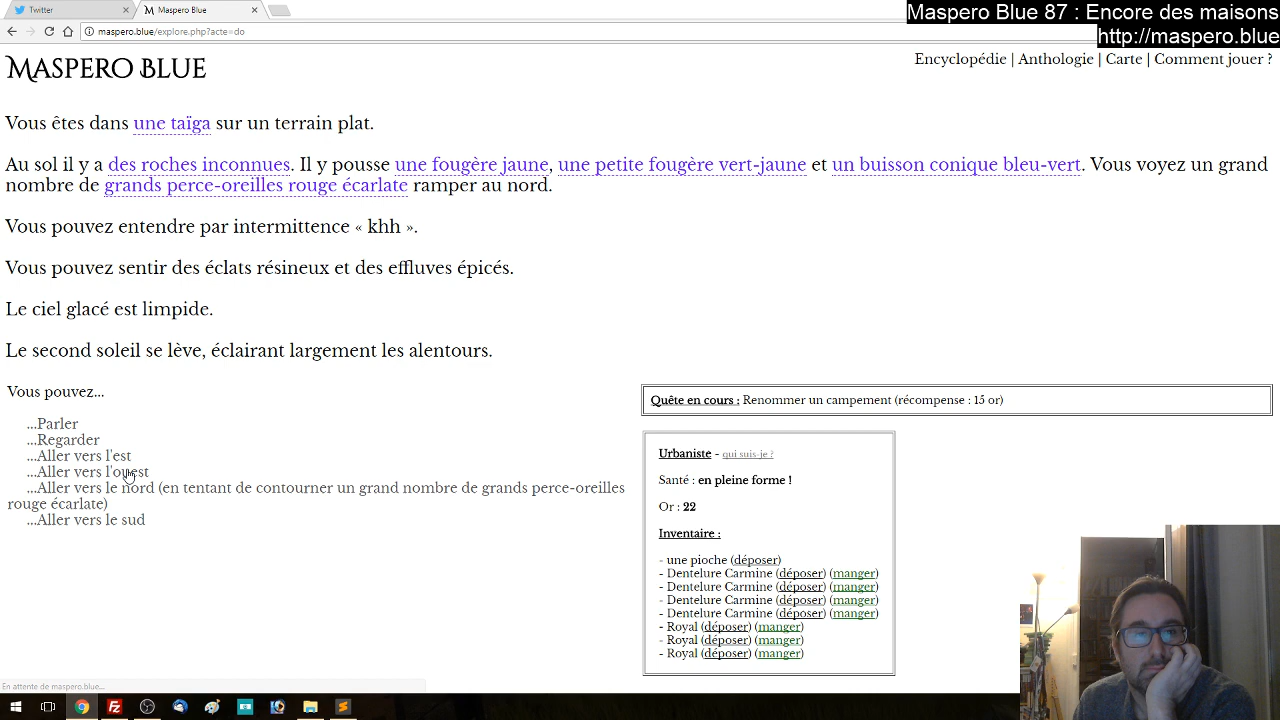 Twitter
Maspero Blue
Maspero Blue 87 : Encore des maisons
maspero.blue/explore.php?acte=do
http://maspero.blue
MASPERO BLUE
Encyclopédie | Anthologie | Carte | Comment jouer ?
Vous êtes dans une taïga sur un terrain plat.
Au sol il y a des roches inconnues. Il y pousse une fougère jaune, une petite fougère vert-jaune et un buisson conique bleu-vert. Vous voyez un grand
nombre de grands perce-oreilles rouge écarlate ramper au nord.
Vous pouvez entendre par intermittence « khh ».
Vous pouvez sentir des éclats résineux et des effluves épicés.
Le ciel glacé est limpide.
Le second soleil se lève, éclairant largement les alentours.
Vous pouvez...
...Parler
...Regarder
...Aller vers l'est
...Aller vers l'ouest
...Aller vers le nord (en tentant de contourner un grand nombre de grands perce-oreilles
rouge écarlate)
...Aller vers le sud
Quête en cours : Renommer un campement (récompense : 15 or)
Urbaniste - qui suis-je ?
Santé : en pleine forme !
Or : 22
Inventaire :
- une pioche (déposer)
- Dentelure Carmine (déposer) (manger)
- Dentelure Carmine (déposer) (manger)
- Dentelure Carmine (déposer) (manger)
- Dentelure Carmine (déposer) (manger)
- Royal (déposer) (manger)
- Royal (déposer) (manger)
- Royal (déposer) (manger)
En attente de maspero.blue...